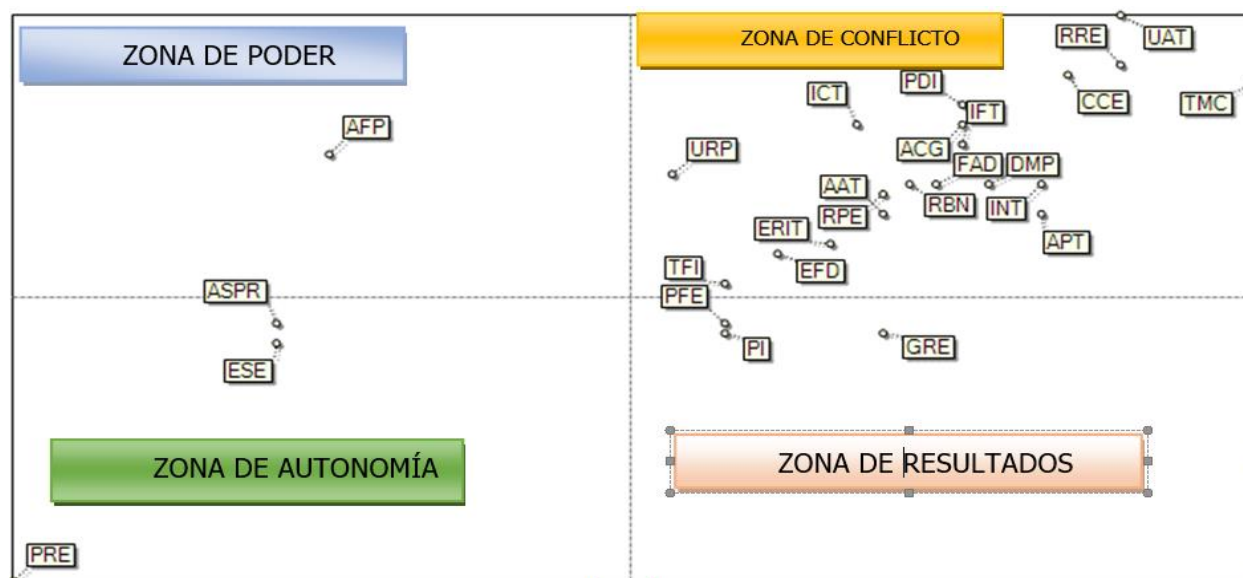 ZONA DE PODER
ZONA DE CONFLICTO
RRE
UAT
PDI
ICT
CCE
TMC
IFT
AFP
URP
ACG
FAD
DMP
AAT
RPE
RBN
INT
ERIT
APT
TFI
EFD
ASPR
PFE
PI
GRE
ESE
ZONA DE AUTONOMÍA
ZONA DE RESULTADOS
PRE